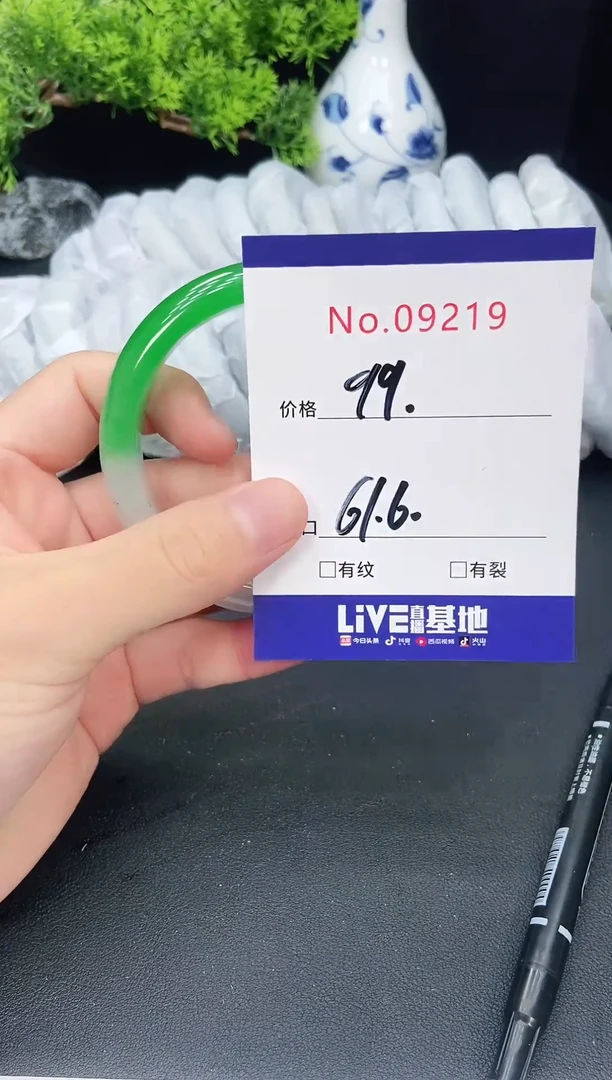 No.09219
价格 99.
口 61.6.
□有纹 □有裂
LiVE直播基地
今日头条 抖音 西瓜视频 火山